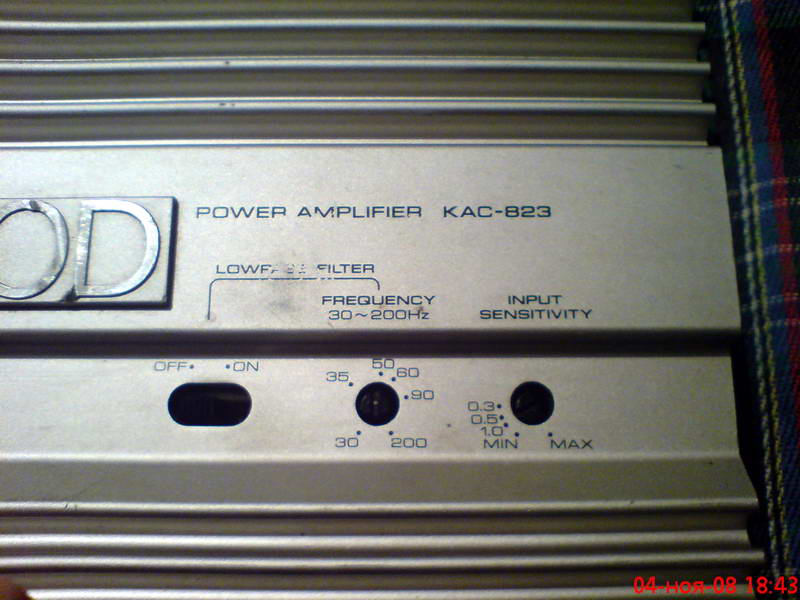 OD
POWER AMPLIFIER KAC-823
FILTER
FREQUENCY
30~200Hz
INPUT
SENSITIVITY
OFF• •ON
35 50 60 90
30 200
0.3
0.5
1.0
MIN MAX
04-ноя-08 18:43